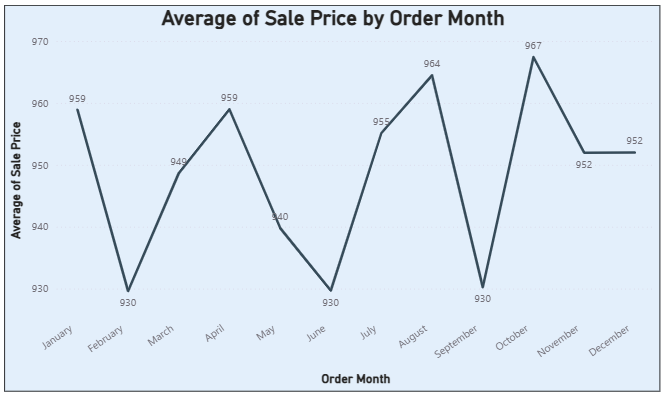 Average of Sale Price by Order Month
970
960
950
940
930
Average of Sale Price
959
930
949
959
940
930
955
964
930
967
952
952
January
February
March
April
May
June
July
August
September
October
November
December
Order Month